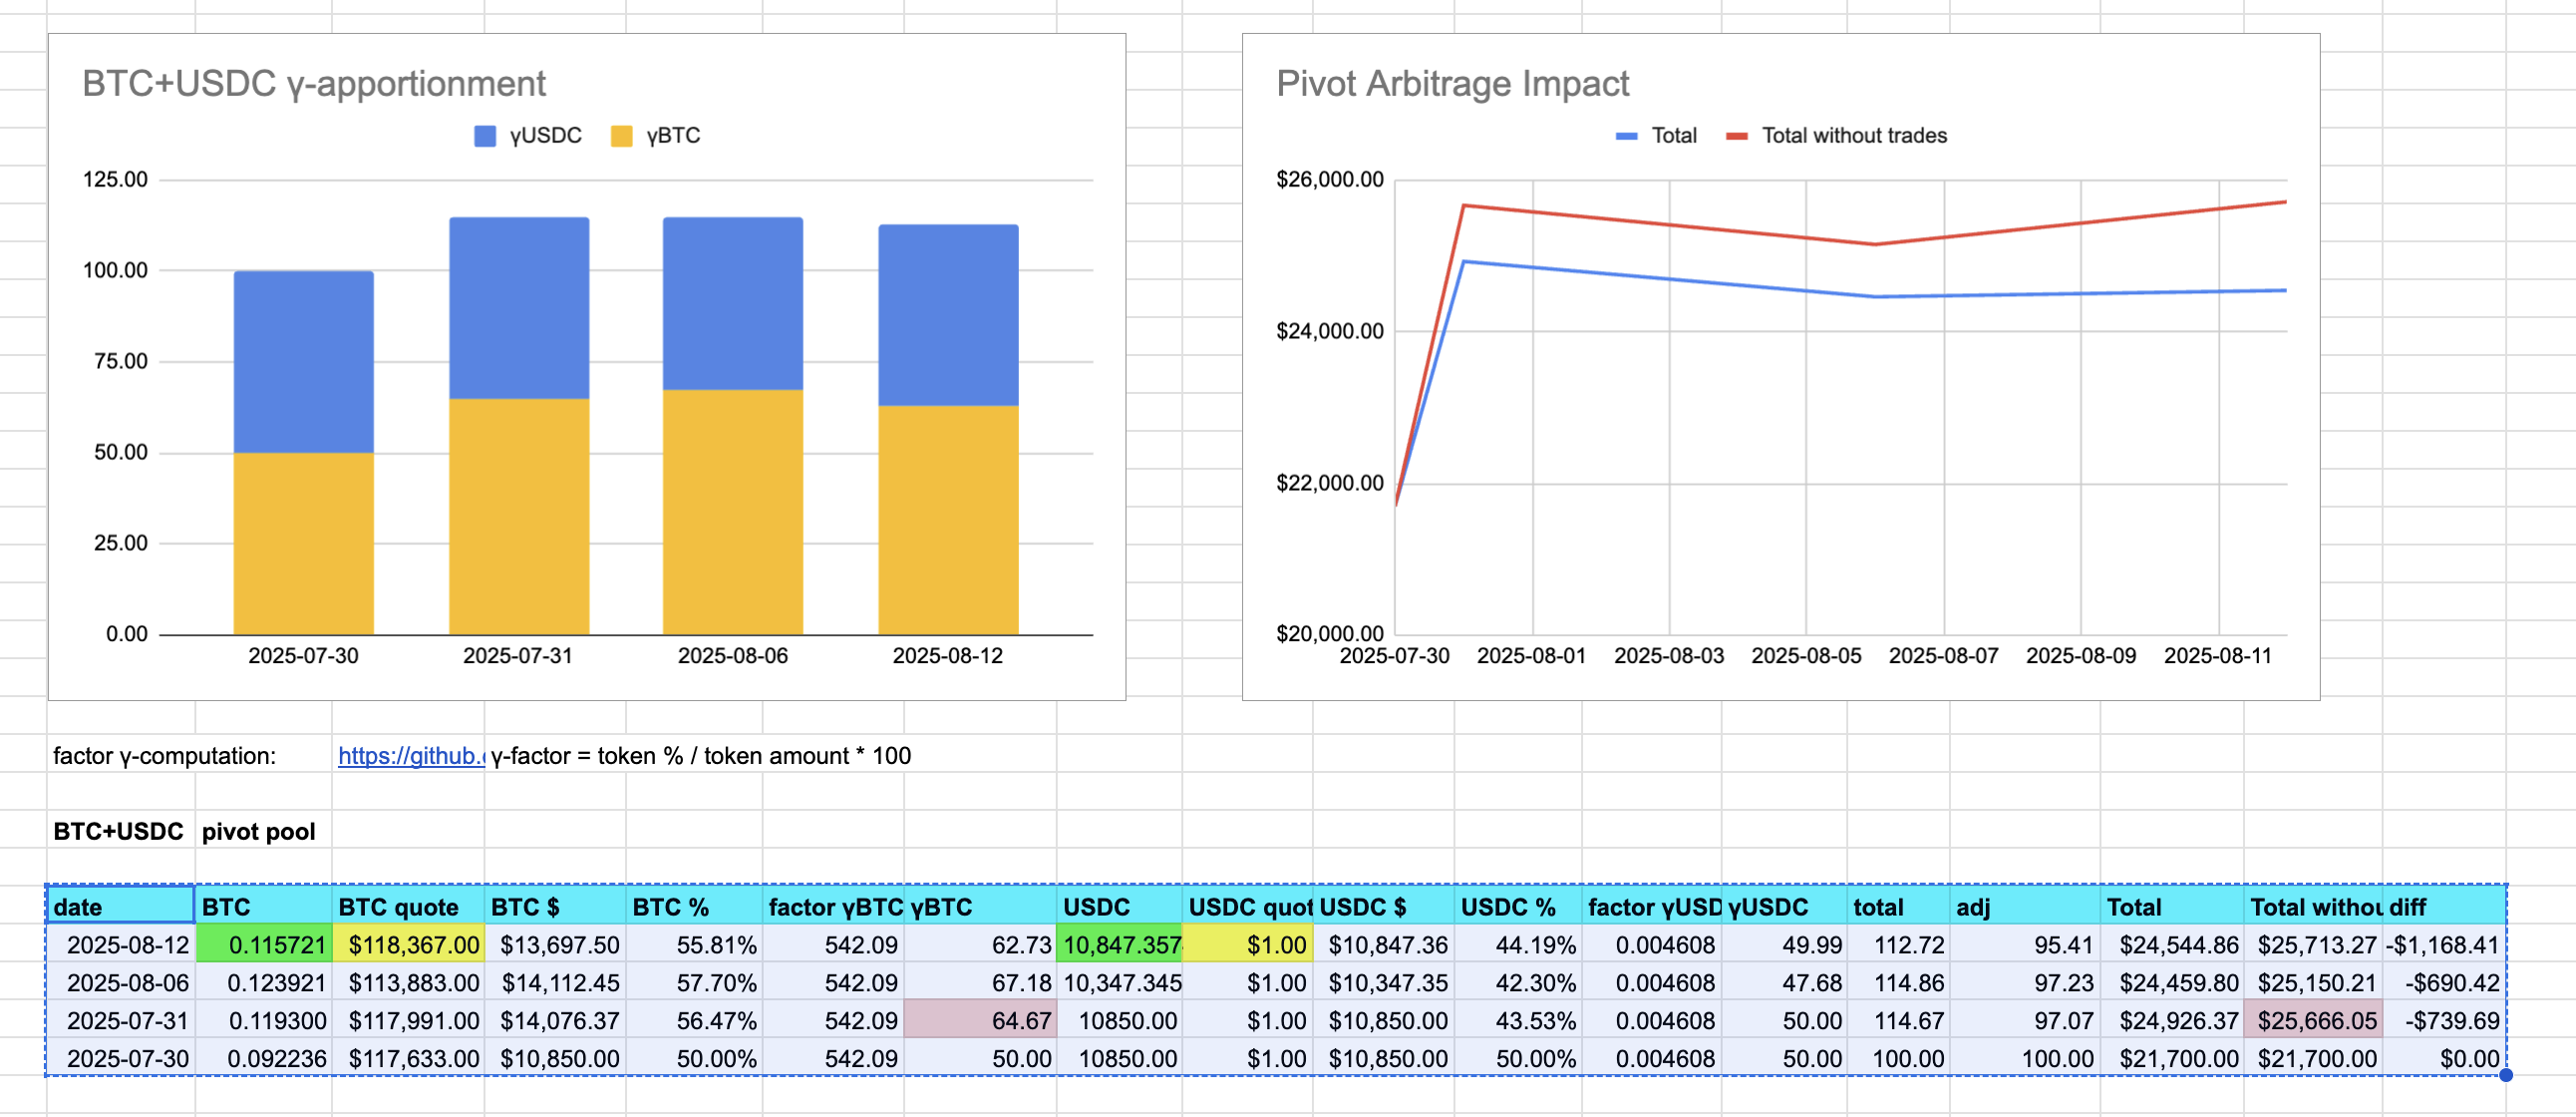 BTC+USDC γ-apportionment
γUSDC γBTC
125.00
100.00
75.00
50.00
25.00
0.00
2025-07-30 2025-07-31 2025-08-06 2025-08-12
Pivot Arbitrage Impact
Total Total without trades
$26,000.00
$24,000.00
$22,000.00
$20,000.00
2025-07-30 2025-08-01 2025-08-03 2025-08-05 2025-08-07 2025-08-09 2025-08-11
factor γ-computation: https://github. γ-factor = token % / token amount * 100
BTC+USDC pivot pool
date BTC BTC quote BTC $ BTC % factor γBTC γBTC USDC USDC quot USDC $ USDC % factor γUSD γUSDC total adj Total Total withou diff
2025-08-12 0.115721 $118,367.00 $13,697.50 55.81% 542.09 62.73 10,847.357 $1.00 $10,847.36 44.19% 0.004608 49.99 112.72 95.41 $24,544.86 $25,713.27 -$1,168.41
2025-08-06 0.123921 $113,883.00 $14,112.45 57.70% 542.09 67.18 10,347.345 $1.00 $10,347.35 42.30% 0.004608 47.68 114.86 97.23 $24,459.80 $25,150.21 -$690.42
2025-07-31 0.119300 $117,991.00 $14,076.37 56.47% 542.09 64.67 10850.00 $1.00 $10,850.00 43.53% 0.004608 50.00 114.67 97.07 $24,926.37 $25,666.05 -$739.69
2025-07-30 0.092236 $117,633.00 $10,850.00 50.00% 542.09 50.00 10850.00 $1.00 $10,850.00 50.00% 0.004608 50.00 100.00 100.00 $21,700.00 $21,700.00 $0.00